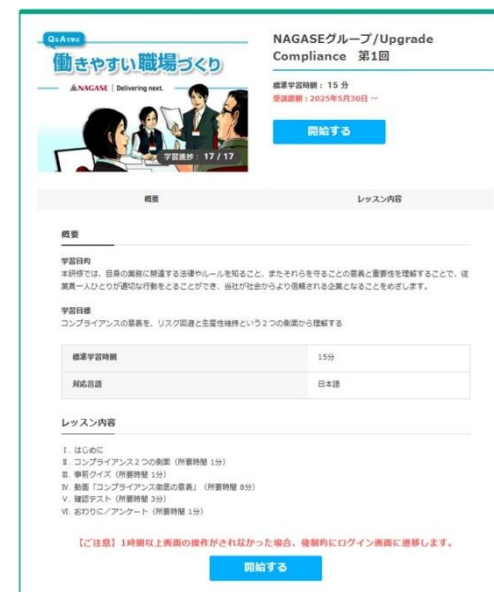 Q&Aで学ぶ
働きやすい職場づくり
NAGASE | Delivering next.
学習進捗: 17 / 17
NAGASEグループ/Upgrade
Compliance 第1回
標準学習時間: 15 分
受講期間:2025年5月30日 ～
開始する
概要
レッスン内容
概要
学習目的
本研修では、自身の業務に関連する法律やルールを知ること、またそれらを守ることの意義と重要性を理解することで、従
業員一人ひとりが適切な行動をとることができ、当社が社会からより信頼される企業となることをめざします。
学習目標
コンプライアンスの意義を、リスク回避と生産性維持という2つの側面から理解する
標準学習時間 15分
対応言語 日本語
レッスン内容
Ⅰ. はじめに
Ⅱ. コンプライアンス2つの側面（所要時間 1分）
Ⅲ. 事前クイズ（所要時間 1分）
Ⅳ. 動画「コンプライアンス徹底の意義」（所要時間 8分）
Ⅴ. 確認テスト（所要時間 3分）
Ⅵ. おわりに／アンケート（所要時間 1分）
【ご注意】1時間以上画面の操作がされなかった場合、強制的にログイン画面に遷移します。
開始する